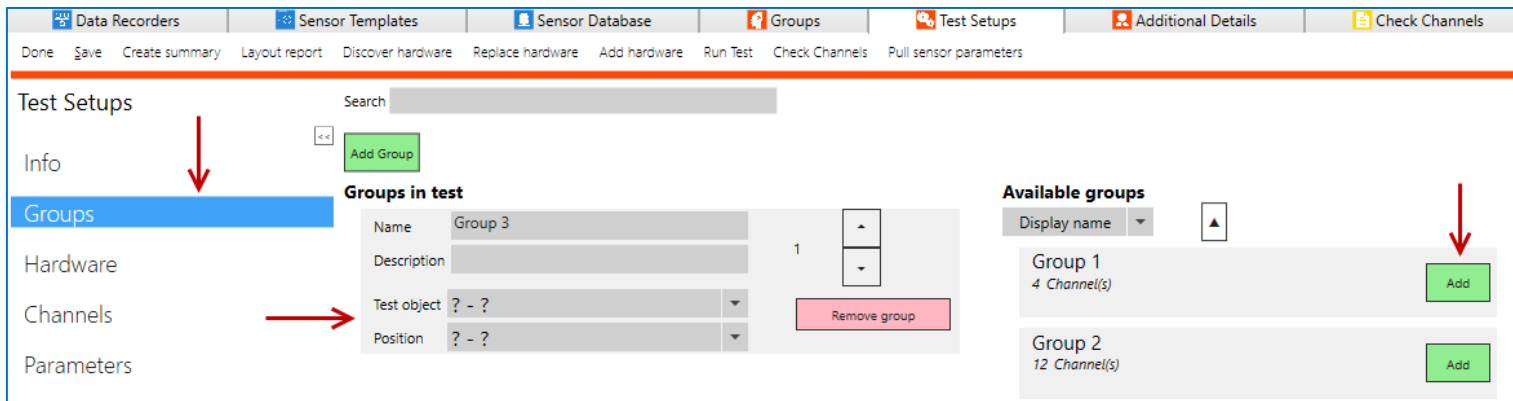 Data Recorders Sensor Templates Sensor Database Groups Test Setups Additional Details Check Channels
Done Save Create summary Layout report Discover hardware Replace hardware Add hardware Run Test Check Channels Pull sensor parameters
Test Setups
<<
Info
Groups
Hardware
Channels
Parameters
Search
Add Group
Groups in test
Name Group 3
Description
Test object ? - ?
Position ? - ?
1
Remove group
Available groups
Display name
Group 1
4 Channel(s)
Add
Group 2
12 Channel(s)
Add